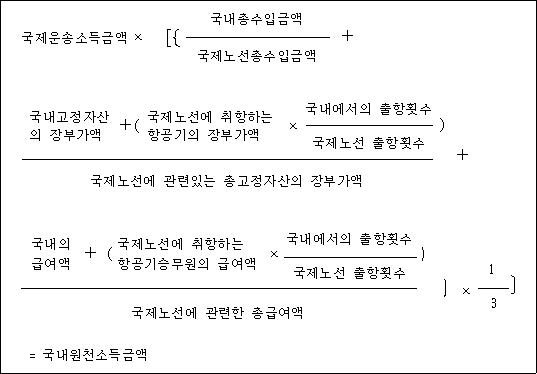 국내총수입금액
국제운송소득금액 × [{ +
국제노선총수입금액
국내고정자산 국제노선에 취항하는 국내에서의 출항횟수
+( × )
의 장부가액 항공기의 장부가액 국제노선 출항횟수
+
국제노선에 관련있는 총고정자산의 장부가액
국내의 국제노선에 취항하는 국내에서의 출항횟수
+ ( × )
급여액 항공기승무원의 급여액 국제노선 출항횟수
} × 1 ]
3
국제노선에 관련한 총급여액
= 국내원천소득금액